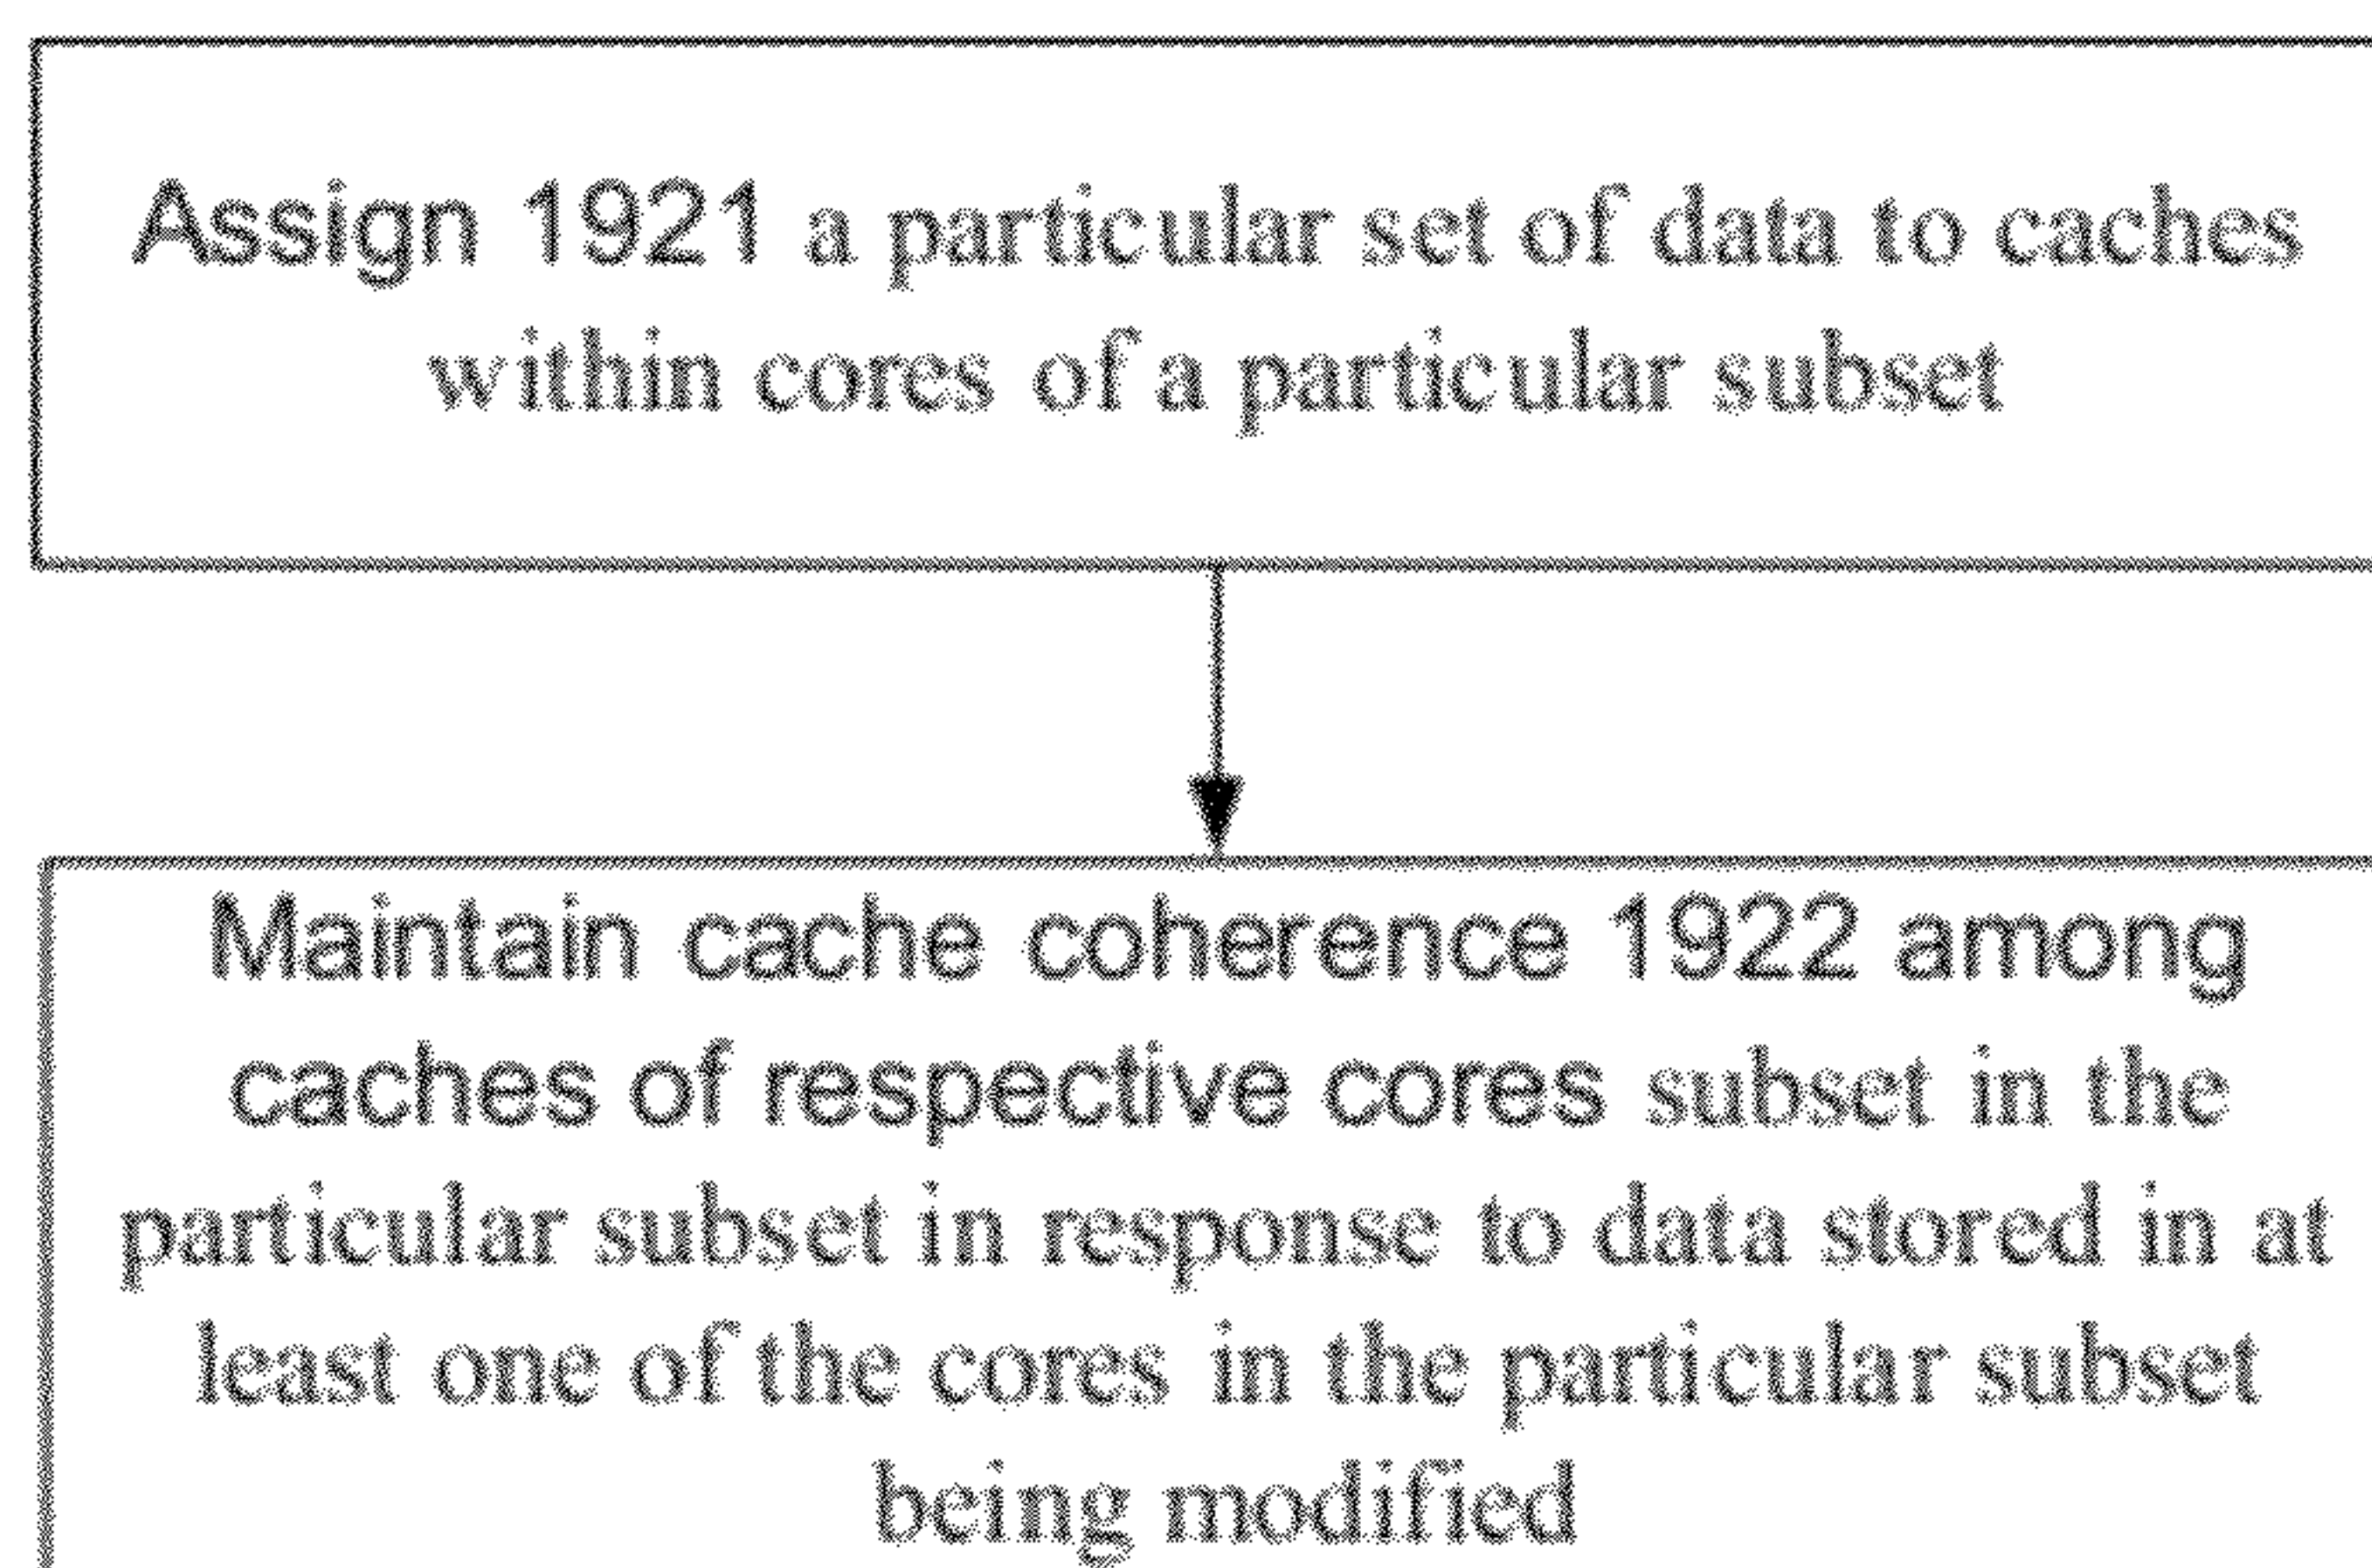 Assign 1921 a particular set of data to caches
within cores of a particular subset
Maintain cache coherence 1922 among
caches of respective cores subset in the
particular subset in response to data stored in at
least one of the cores in the particular subset
being modified